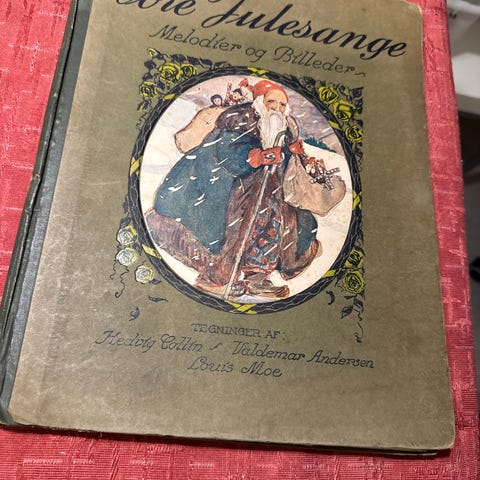 Julesange
Melodier og Billeder
TEGNINGER AF:
Hedvig Collin Valdemar Andersen
Louis Moe